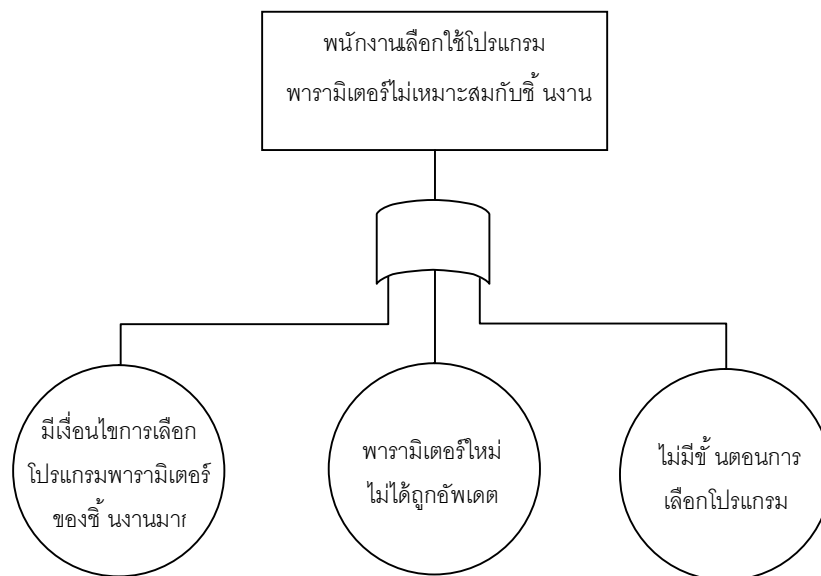 พนักงานเลือกใช้โปรแกรม
พารามิเตอร์ไม่เหมาะสมกับชิ้นงาน
มีเงื่อนไขการเลือก
โปรแกรมพารามิเตอร์
ของชิ้นงานมาก
พารามิเตอร์ใหม่
ไม่ได้ถูกอัพเดต
ไม่มีขั้นตอนการ
เลือกโปรแกรม